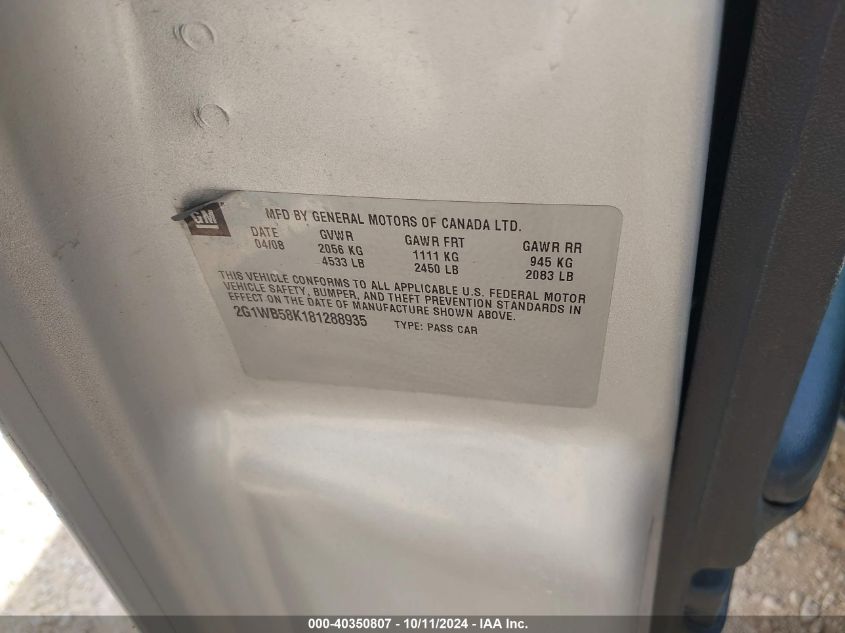 GM
MFD BY GENERAL MOTORS OF CANADA LTD.
DATE GVWR GAWR FRT GAWR RR
04/08 2056 KG 1111 KG 945 KG
4533 LB 2450 LB 2083 LB
THIS VEHICLE CONFORMS TO ALL APPLICABLE U.S. FEDERAL MOTOR
VEHICLE SAFETY, BUMPER, AND THEFT PREVENTION STANDARDS IN
EFFECT ON THE DATE OF MANUFACTURE SHOWN ABOVE.
2G1WB58K181288935 TYPE: PASS CAR
000-40350807 - 10/11/2024 - IAA Inc.